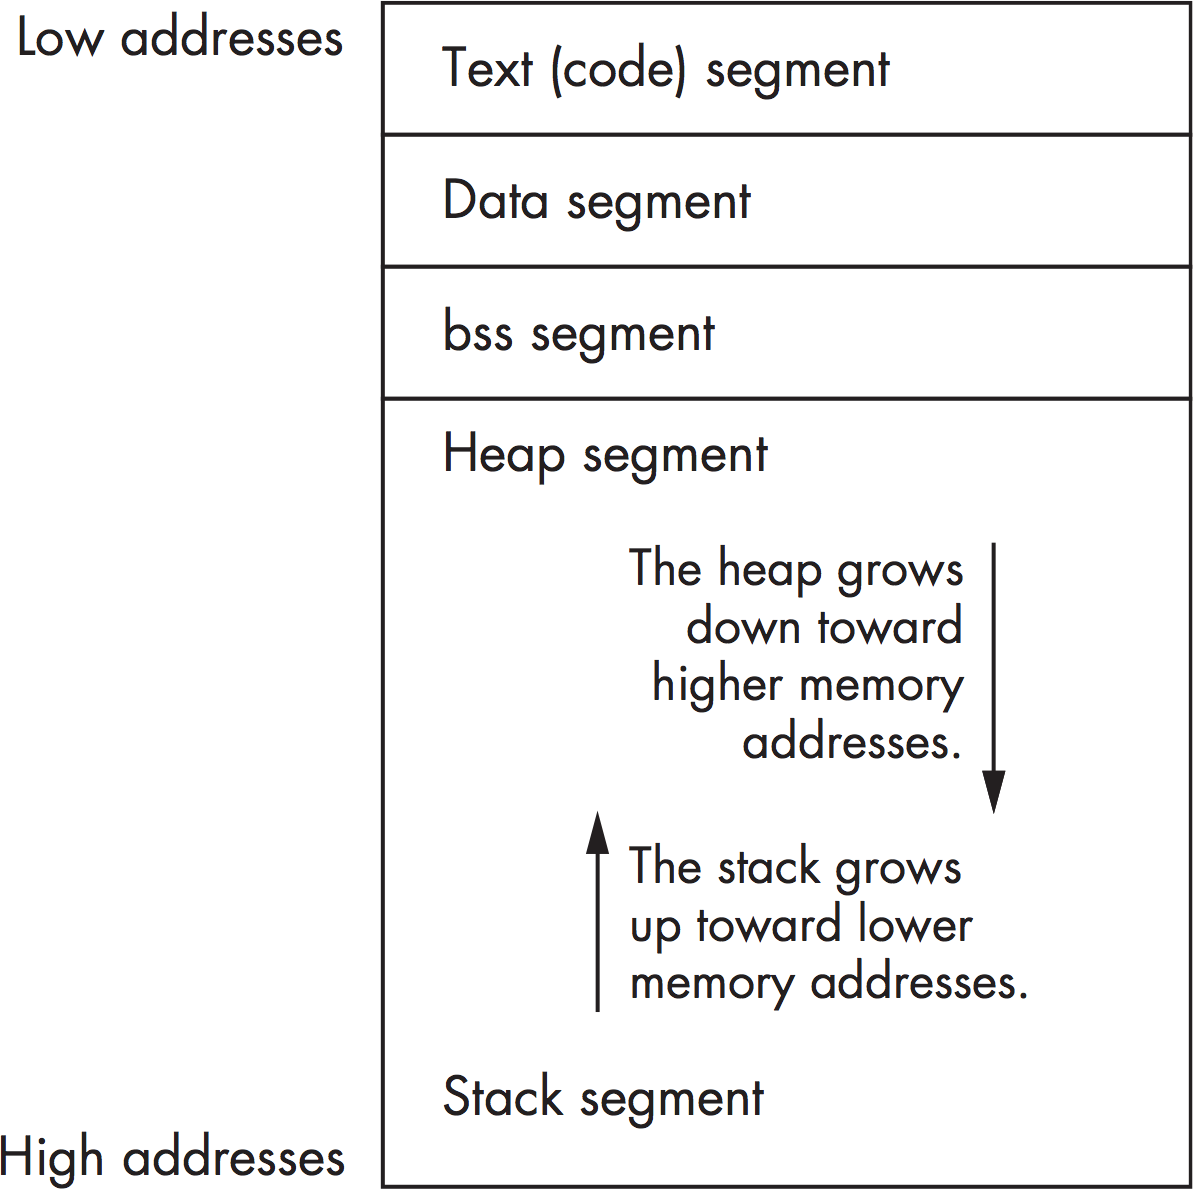 Low addresses
Text (code) segment
Data segment
bss segment
Heap segment
The heap grows
down toward
higher memory
addresses.
The stack grows
up toward lower
memory addresses.
Stack segment
High addresses